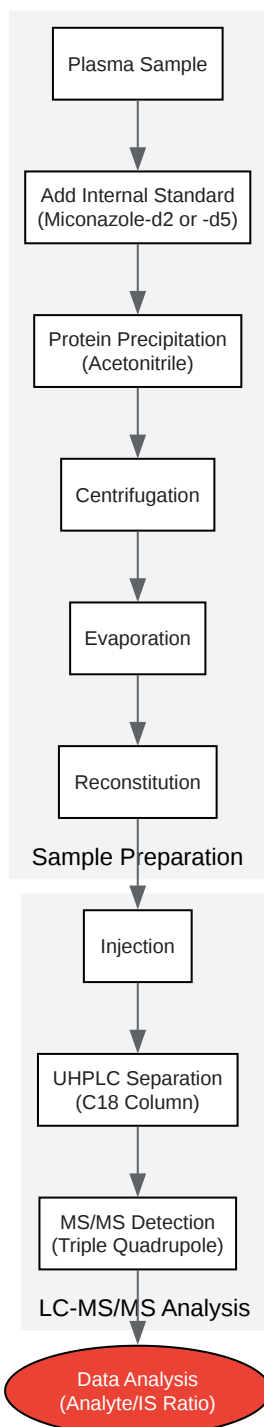 Plasma Sample
Add Internal Standard
(Miconazole-d2 or -d5)
Protein Precipitation
(Acetonitrile)
Centrifugation
Evaporation
Reconstitution
Sample Preparation
Injection
UHPLC Separation
(C18 Column)
MS/MS Detection
(Triple Quadrupole)
LC-MS/MS Analysis
Data Analysis
(Analyte/IS Ratio)